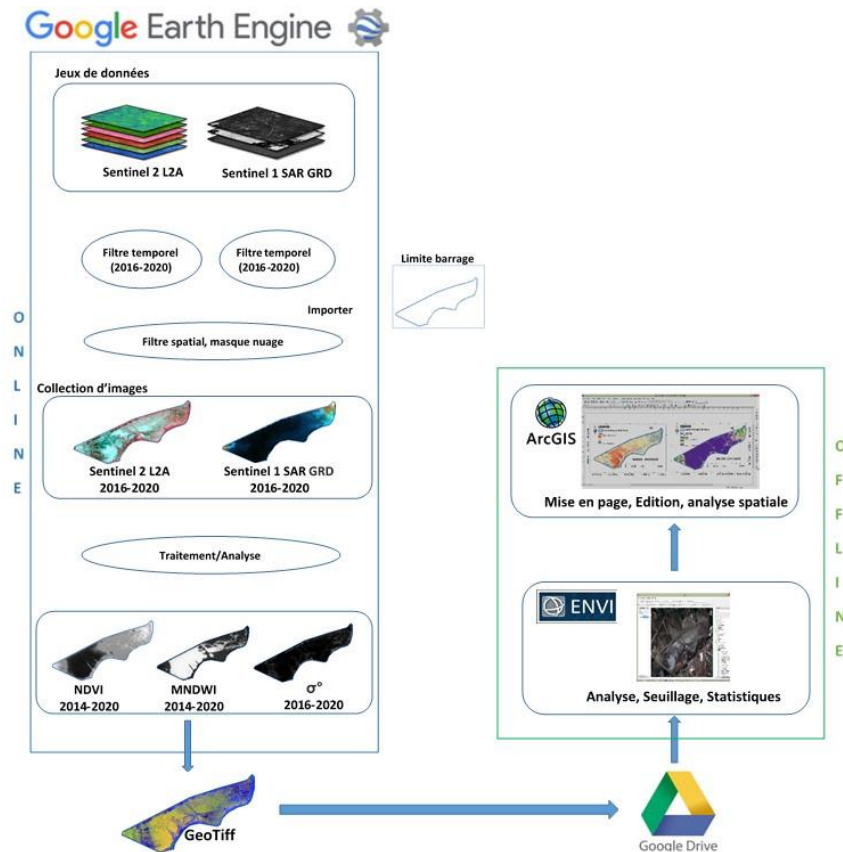 Google Earth Engine
Jeux de données
Sentinel 2 L2A
Sentinel 1 SAR GRD
Filtre temporel
(2016-2020)
Filtre temporel
(2016-2020)
Limite barrage
Importer
Filtre spatial, masque nuage
ONLINE
Collection d'images
Sentinel 2 L2A
2016-2020
Sentinel 1 SAR GRD
2016-2020
Traitement/Analyse
NDVI
2014-2020
MNDWI
2014-2020
σ°
2016-2020
GeoTiff
Google Drive
OFFLINE
ArcGIS
Mise en page, Edition, analyse spatiale
ENVI
Analyse, Seuillage, Statistiques